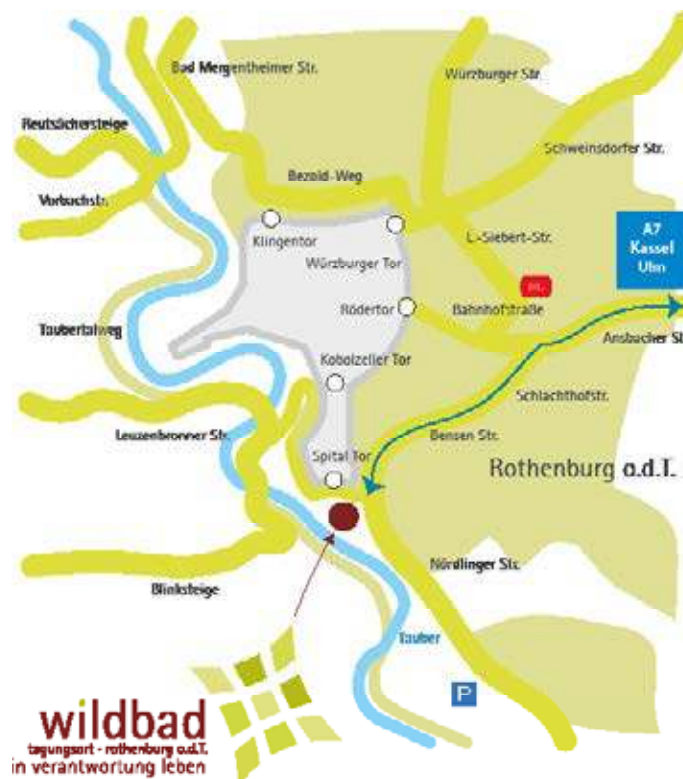 Bad Mergentheimer Str.
Würzburger Str.
Reutsächersteige
Schweinsdorfer Str.
Bezold-Weg
Vorbachstr.
A7
Kassel
Ulm
Klingentor
L.-Siebert-Str.
Würzburger Tor
Rödertor
Bahnhofstraße
Taubertalweg
Ansbacher St
Kobolzeller Tor
Schlachthofstr.
Leuzenbronner Str.
Bensen Str.
Spital Tor
Rothenburg a.d.T.
Nördlinger Str.
Blinksteige
Tauber
P
wildbad
tagungsort - rothenburg o.d.T.
in verantwortung leben